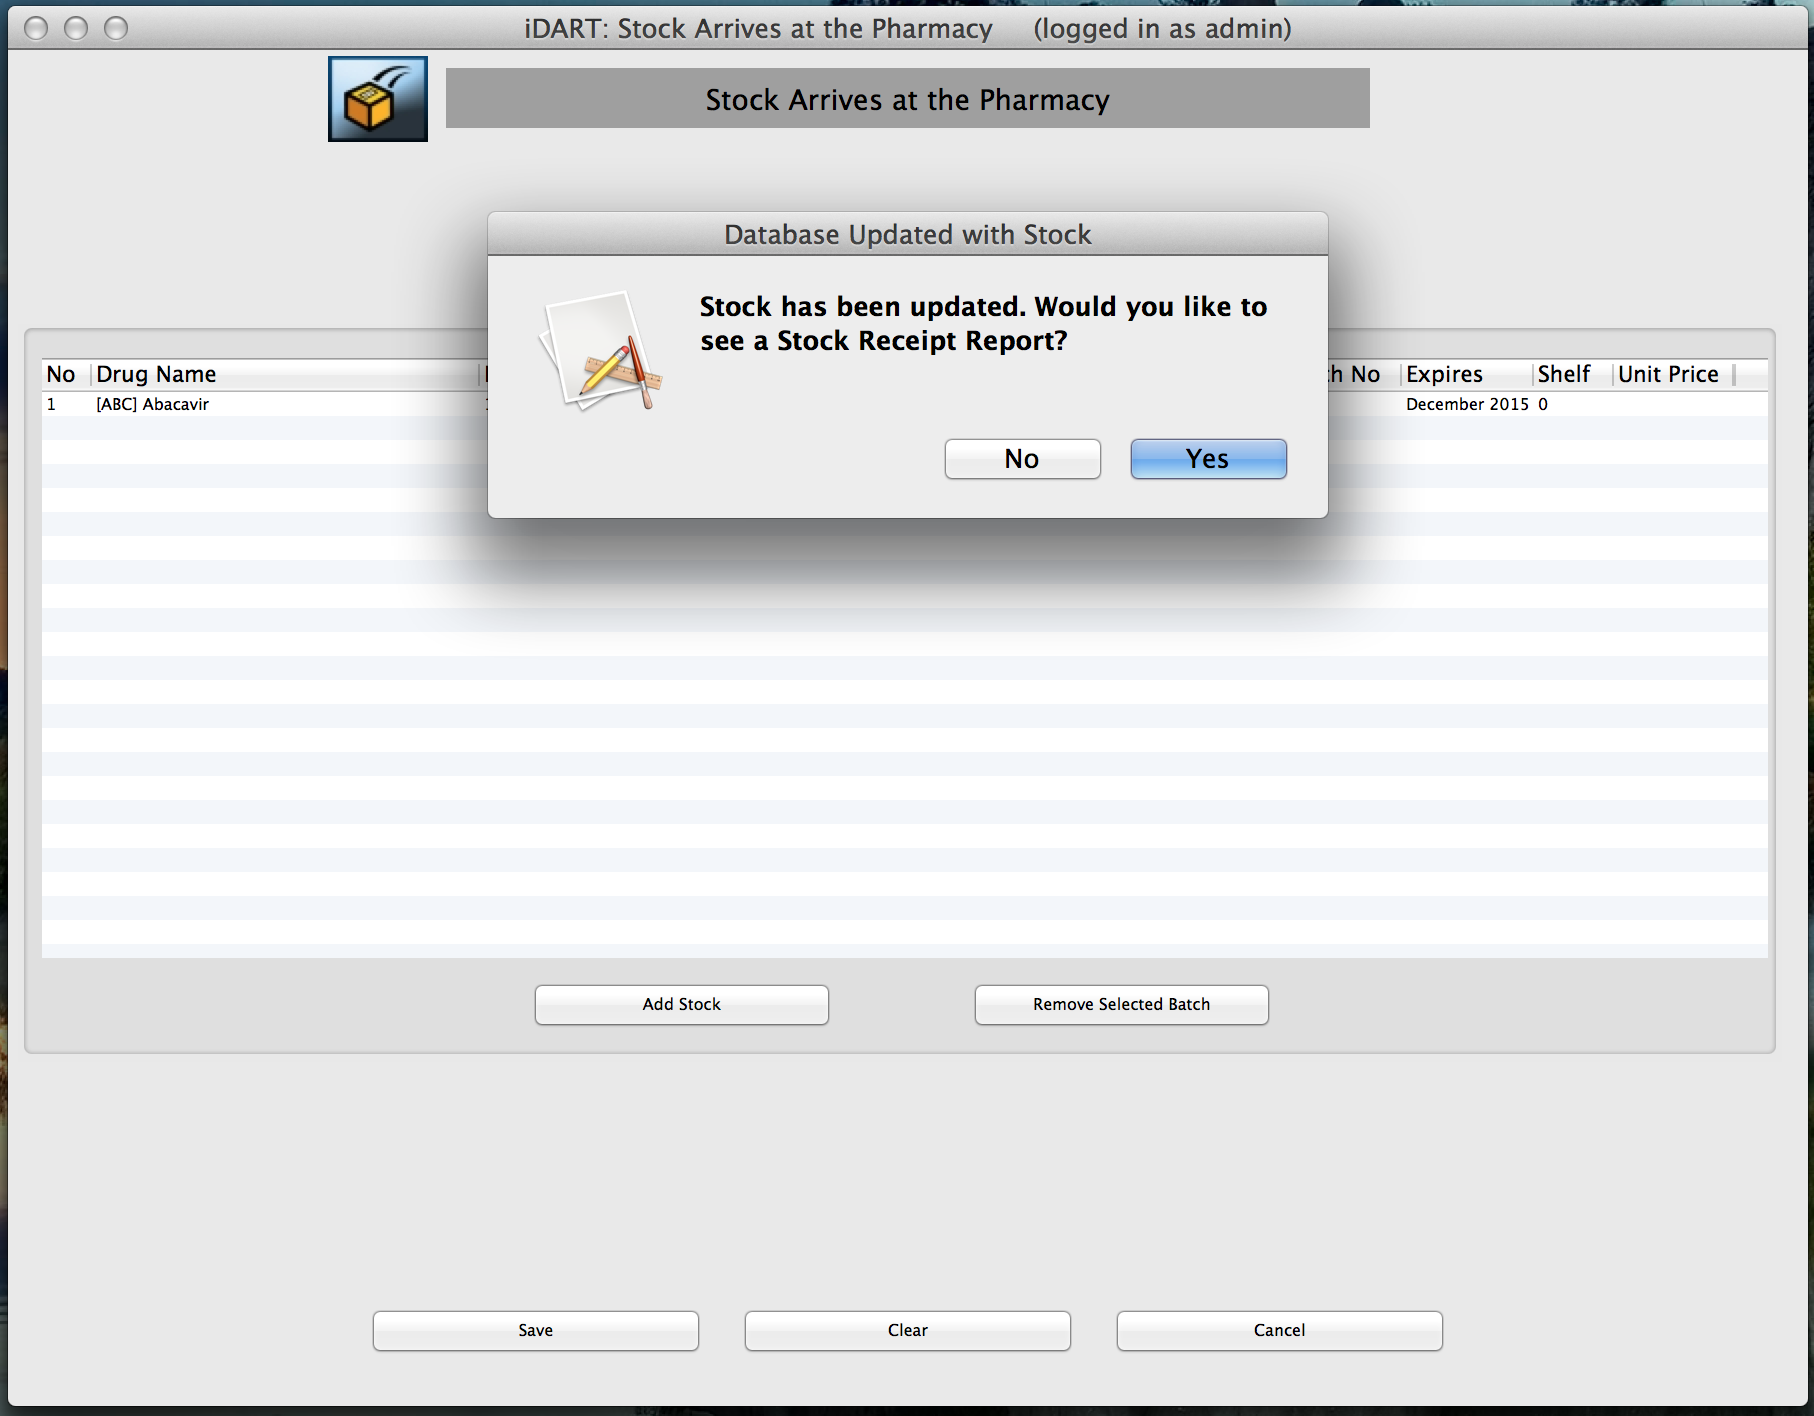 iDART: Stock Arrives at the Pharmacy (logged in as admin)
Stock Arrives at the Pharmacy
Database Updated with Stock
Stock has been updated. Would you like to
see a Stock Receipt Report?
No Yes
No Drug Name h No Expires Shelf Unit Price
1 [ABC] Abacavir December 2015 0
Add Stock Remove Selected Batch
Save Clear Cancel